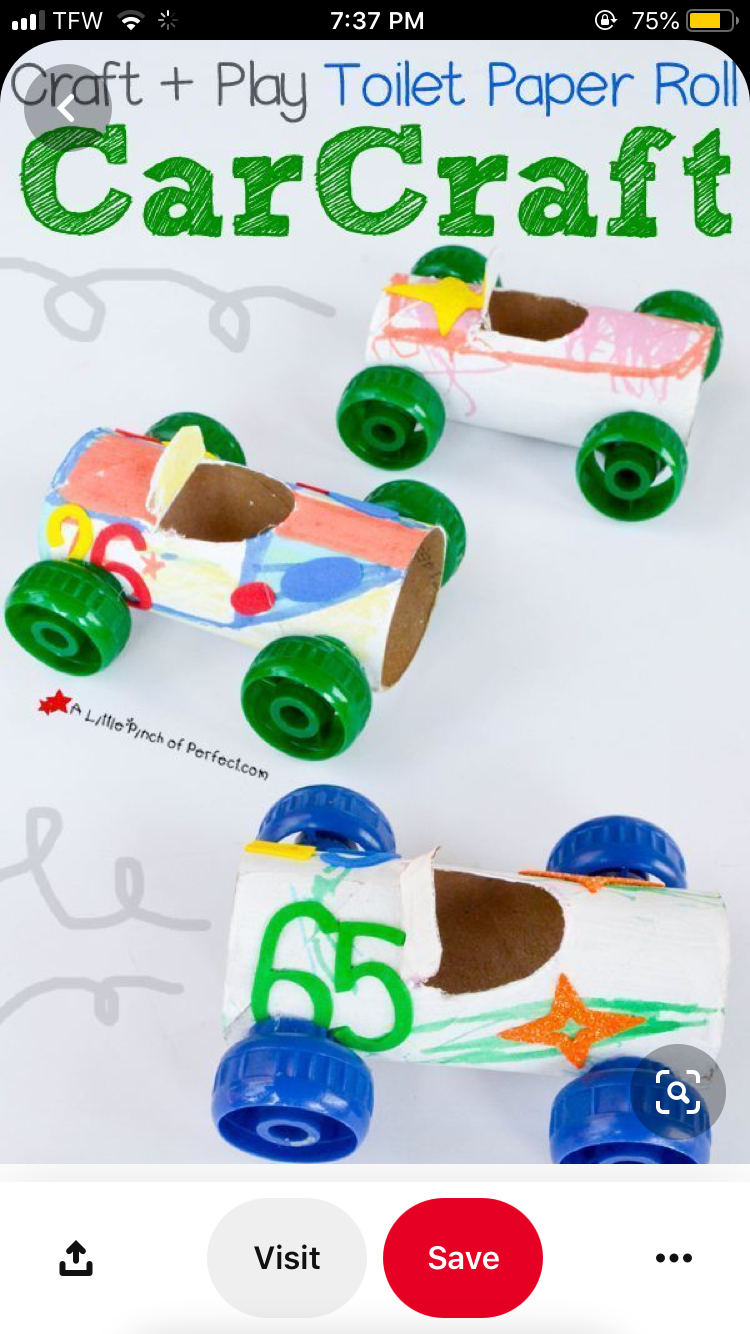 TFW 7:37 PM 75%
Craft + Play Toilet Paper Roll
CarCraft
26
A Little Pinch of Perfect.com
65
Visit Save